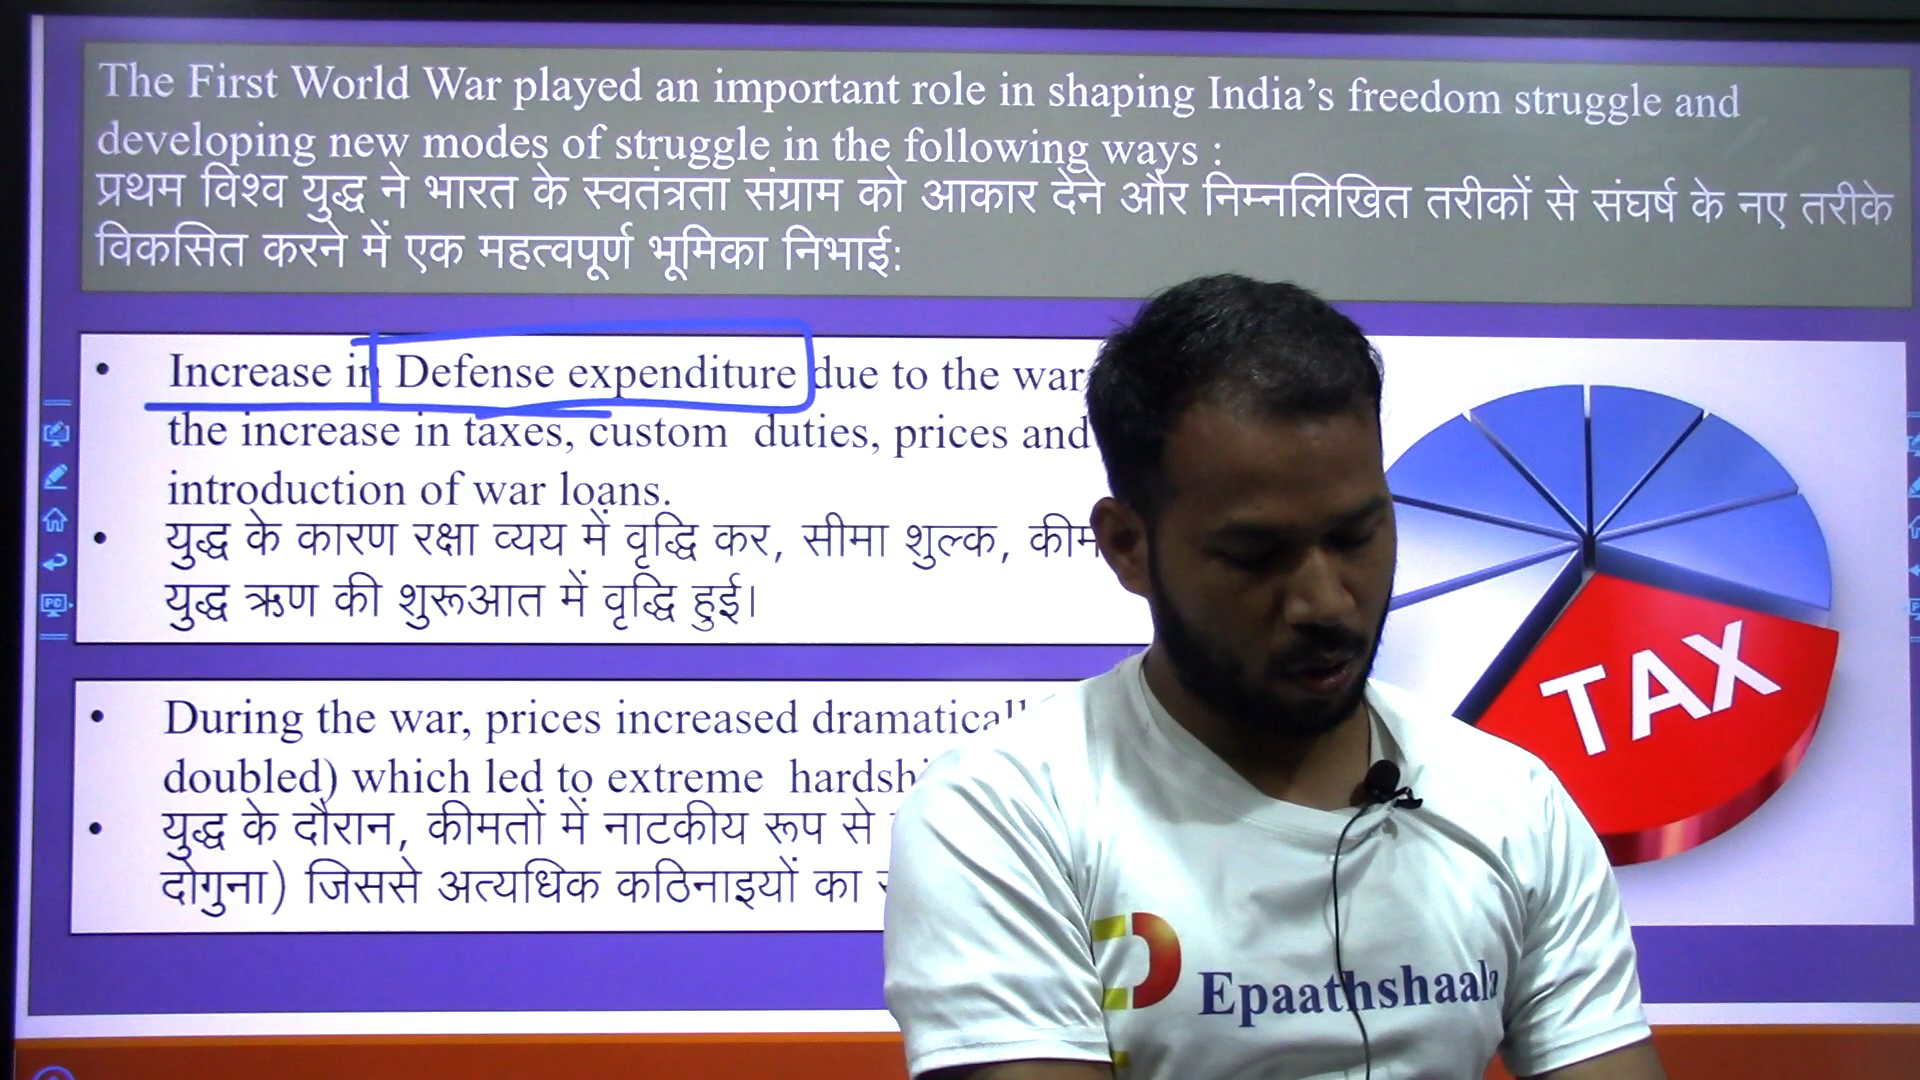 The First World War played an important role in shaping India's freedom struggle and
developing new modes of struggle in the following ways :
प्रथम विश्व युद्ध ने भारत के स्वतंत्रता संग्राम को आकार देने और निम्नलिखित तरीकों से संघर्ष के नए तरीके
विकसित करने में एक महत्वपूर्ण भूमिका निभाई:
• Increase in Defense expenditure due to the war
the increase in taxes, custom duties, prices and
introduction of war loans.
• युद्ध के कारण रक्षा व्यय में वृद्धि कर, सीमा शुल्क,
युद्ध ऋण की शुरूआत में वृद्धि हुई।
• During the war, prices increased
doubled) which led to extreme
• युद्ध के दौरान, कीमतों में नाटकीय रूप से
दोगुना) जिससे अत्यधिक कठिनाइयों का
TAX
Epaathshaala
PC